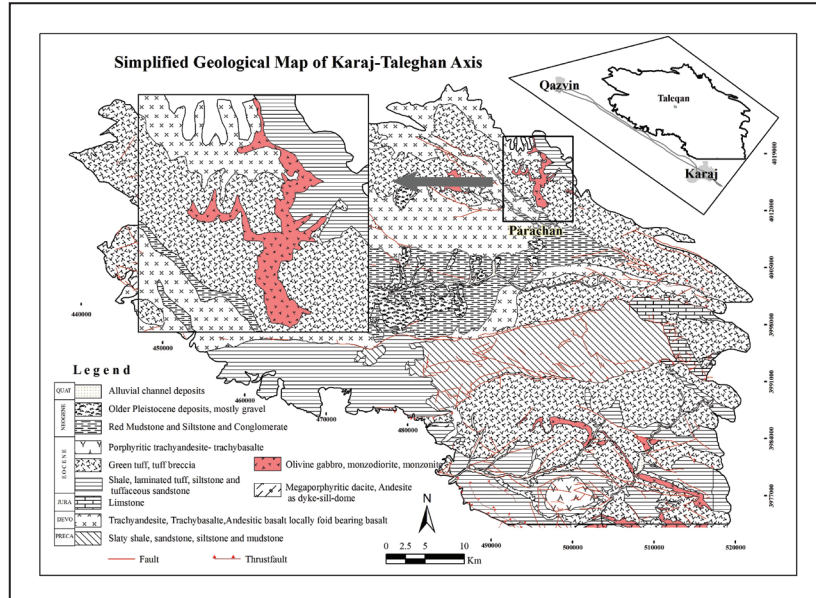 Simplified Geological Map of Karaj-Taleghan Axis
Qazvin
Taleqan
Karaj
Parachan
4019000
4012000
4005000
3998000
3991000
3984000
3977000
440000
450000
460000
470000
480000
490000
500000
510000
520000
Legend
QUAT
Alluvial channel deposits
NEOGENE
Older Pleistocene deposits, mostly gravel
Red Mudstone and Siltstone and Conglomerate
EOCENE
Porphyritic trachyandesite- trachybasalte
Green tuff, tuff breccia
Shale, laminated tuff, siltstone and
tuffaceous sandstone
Olivine gabbro, monzodiorite, monzonite
Megaporphyritic dacite, Andesite
as dyke-sill-dome
JURA
Limstone
DEVO
Trachyandesite, Trachybasalte,Andesitic basalt locally foid bearing basalt
PRECA
Slaty shale, sandstone, siltstone and mudstone
Fault
Thrustfault
N
0 2.5 5 10
Km